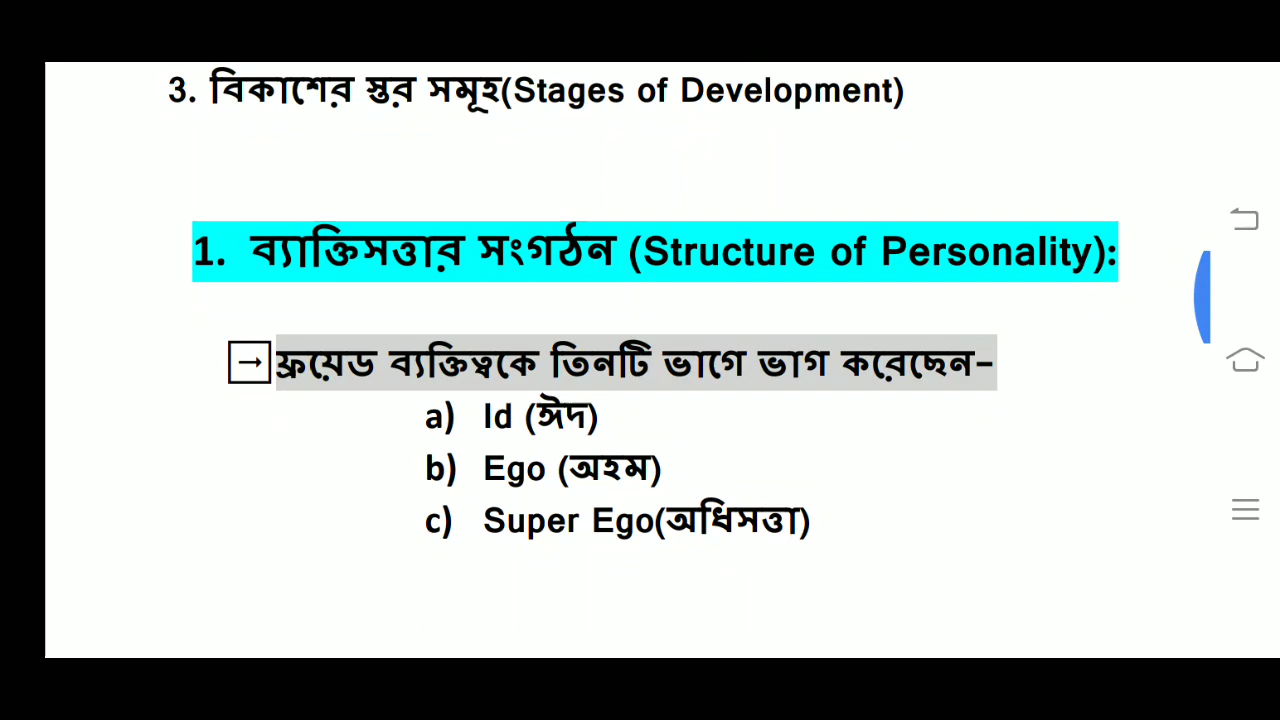 3. বিকাশের স্তর সমূহ(Stages of Development)
1. ব্যাক্তিসত্তার সংগঠন (Structure of Personality):
→ ফ্রয়েড ব্যক্তিত্বকে তিনটি ভাগে ভাগ করেছেন-
a) Id (ঈদ)
b) Ego (অহম)
c) Super Ego(অধিসত্তা)